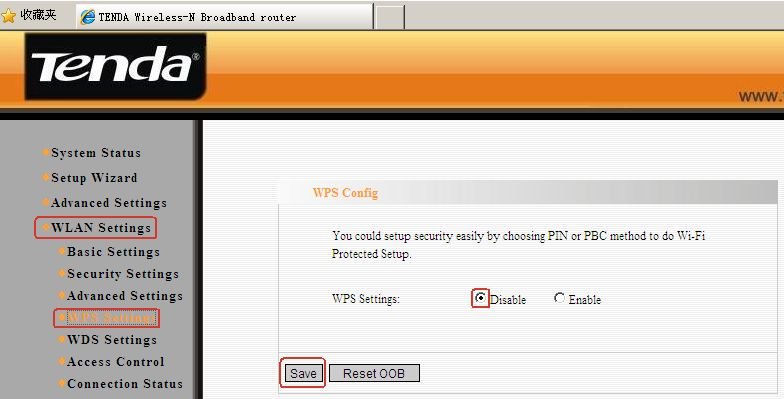 收藏夹
TENDA Wireless-N Broadband router
Tenda®
WWW.
System Status
Setup Wizard
Advanced Settings
WLAN Settings
Basic Settings
Security Settings
Advanced Settings
WPS Settings
WDS Settings
Access Control
Connection Status
WPS Config
You could setup security easily by choosing PIN or PBC method to do Wi-Fi
Protected Setup.
WPS Settings: Disable Enable
Save Reset OOB